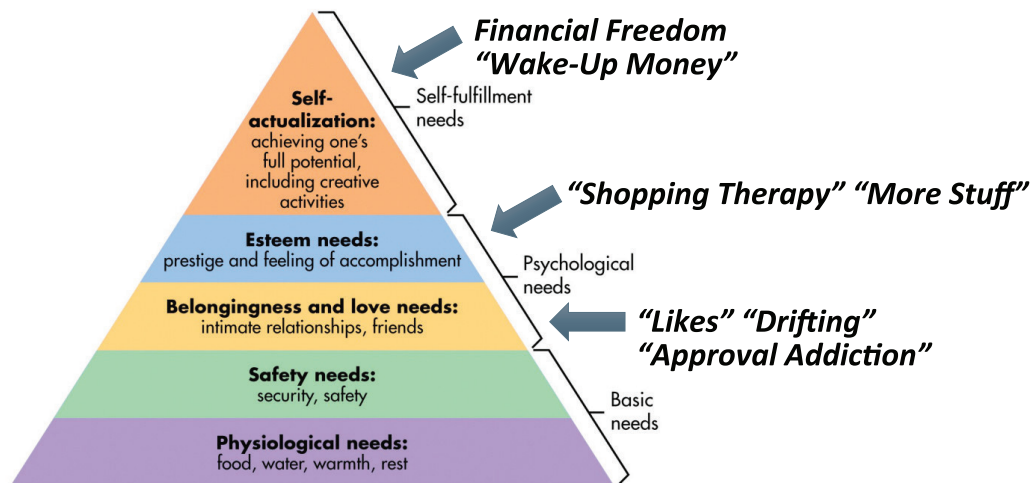 Financial Freedom
“Wake-Up Money”
Self-fulfillment
needs
Self-
actualization:
achieving one’s
full potential,
including creative
activities
“Shopping Therapy” “More Stuff”
Esteem needs:
prestige and feeling of accomplishment
Psychological
needs
Belongingness and love needs:
intimate relationships, friends
“Likes” “Drifting”
“Approval Addiction”
Safety needs:
security, safety
Basic
needs
Physiological needs:
food, water, warmth, rest